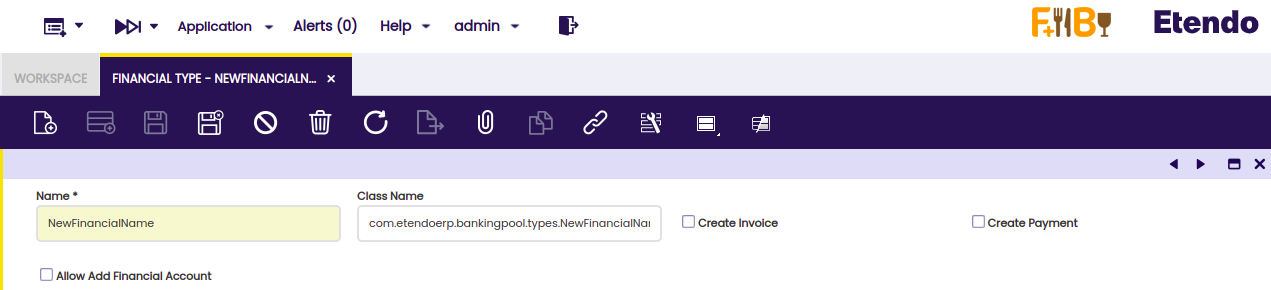 Application Alerts (0) Help admin F+B Etendo
WORKSPACE FINANCIAL TYPE - NEWFINANCIALN... ×
Name * Class Name
NewFinancialName com.etendoerp.bankingpool.types.NewFinancialNa Create Invoice Create Payment
Allow Add Financial Account